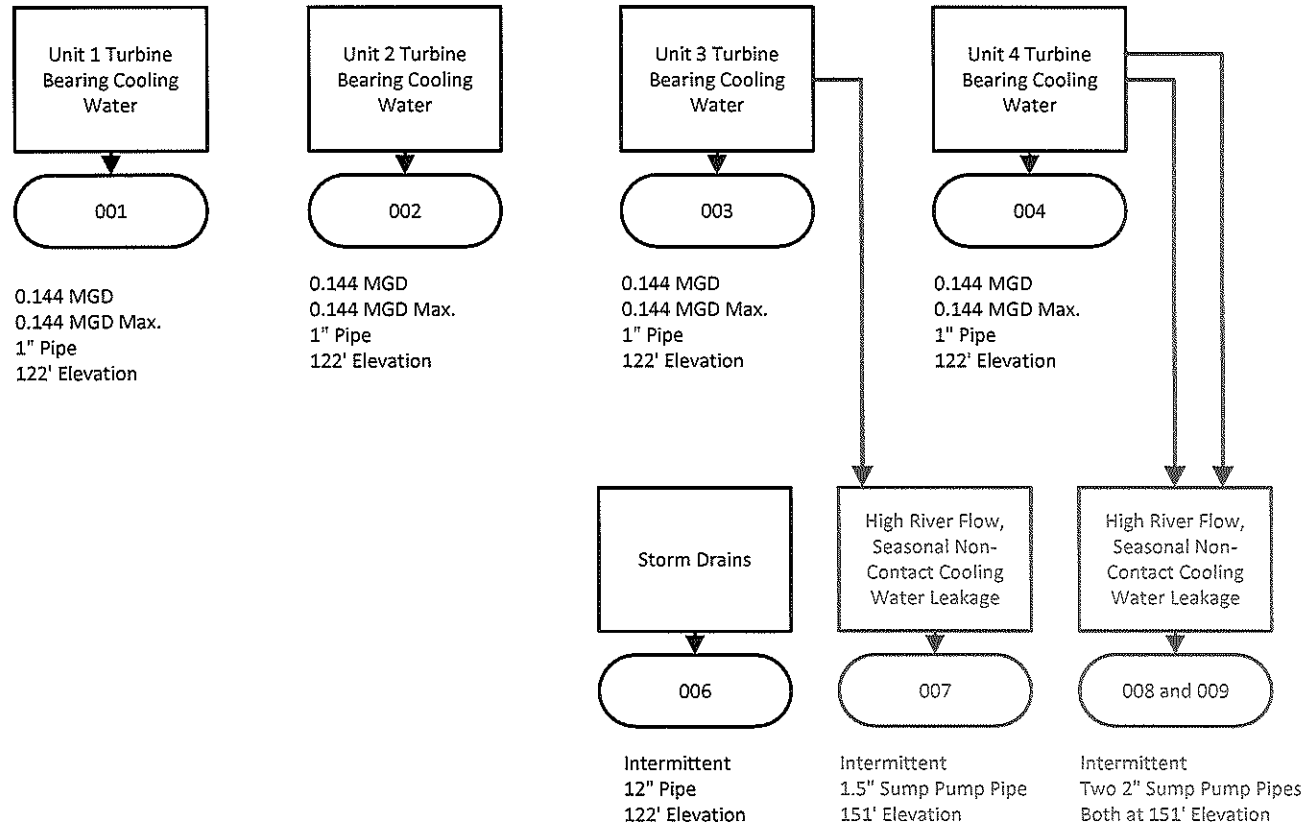 Unit 1 Turbine
Bearing Cooling
Water
Unit 2 Turbine
Bearing Cooling
Water
Unit 3 Turbine
Bearing Cooling
Water
Unit 4 Turbine
Bearing Cooling
Water
001
002
003
004
0.144 MGD
0.144 MGD Max.
1" Pipe
122' Elevation
0.144 MGD
0.144 MGD Max.
1" Pipe
122' Elevation
0.144 MGD
0.144 MGD Max.
1" Pipe
122' Elevation
0.144 MGD
0.144 MGD Max.
1" Pipe
122' Elevation
Storm Drains
High River Flow,
Seasonal Non-
Contact Cooling
Water Leakage
High River Flow,
Seasonal Non-
Contact Cooling
Water Leakage
006
007
008 and 009
Intermittent
12" Pipe
122' Elevation
Intermittent
1.5" Sump Pump Pipe
151' Elevation
Intermittent
Two 2" Sump Pump Pipes
Both at 151' Elevation